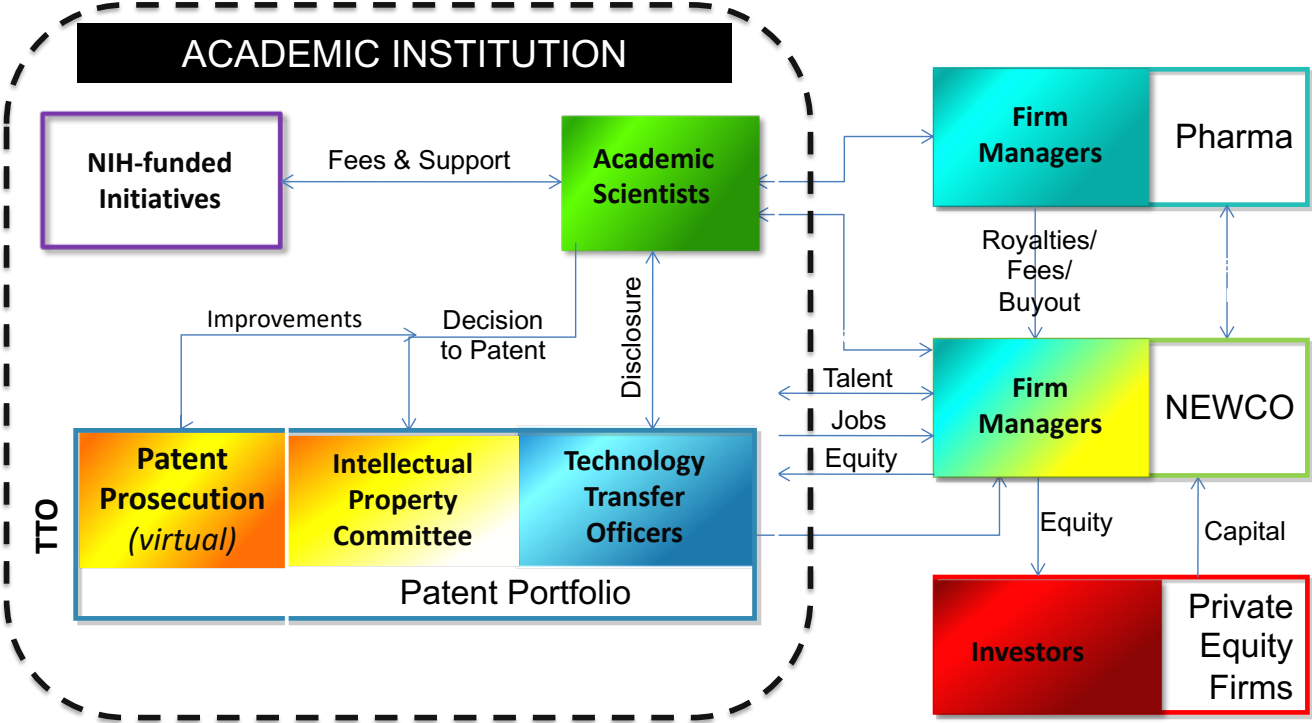 ACADEMIC INSTITUTION
NIH-funded
Initiatives
Fees & Support
Academic
Scientists
Firm
Managers
Pharma
Royalties/
Fees/
Buyout
Improvements
Decision
to Patent
Disclosure
Talent
Jobs
Equity
Firm
Managers
NEWCO
TTO
Patent
Prosecution
(virtual)
Intellectual
Property
Committee
Technology
Transfer
Officers
Patent Portfolio
Equity
Capital
Investors
Private
Equity
Firms